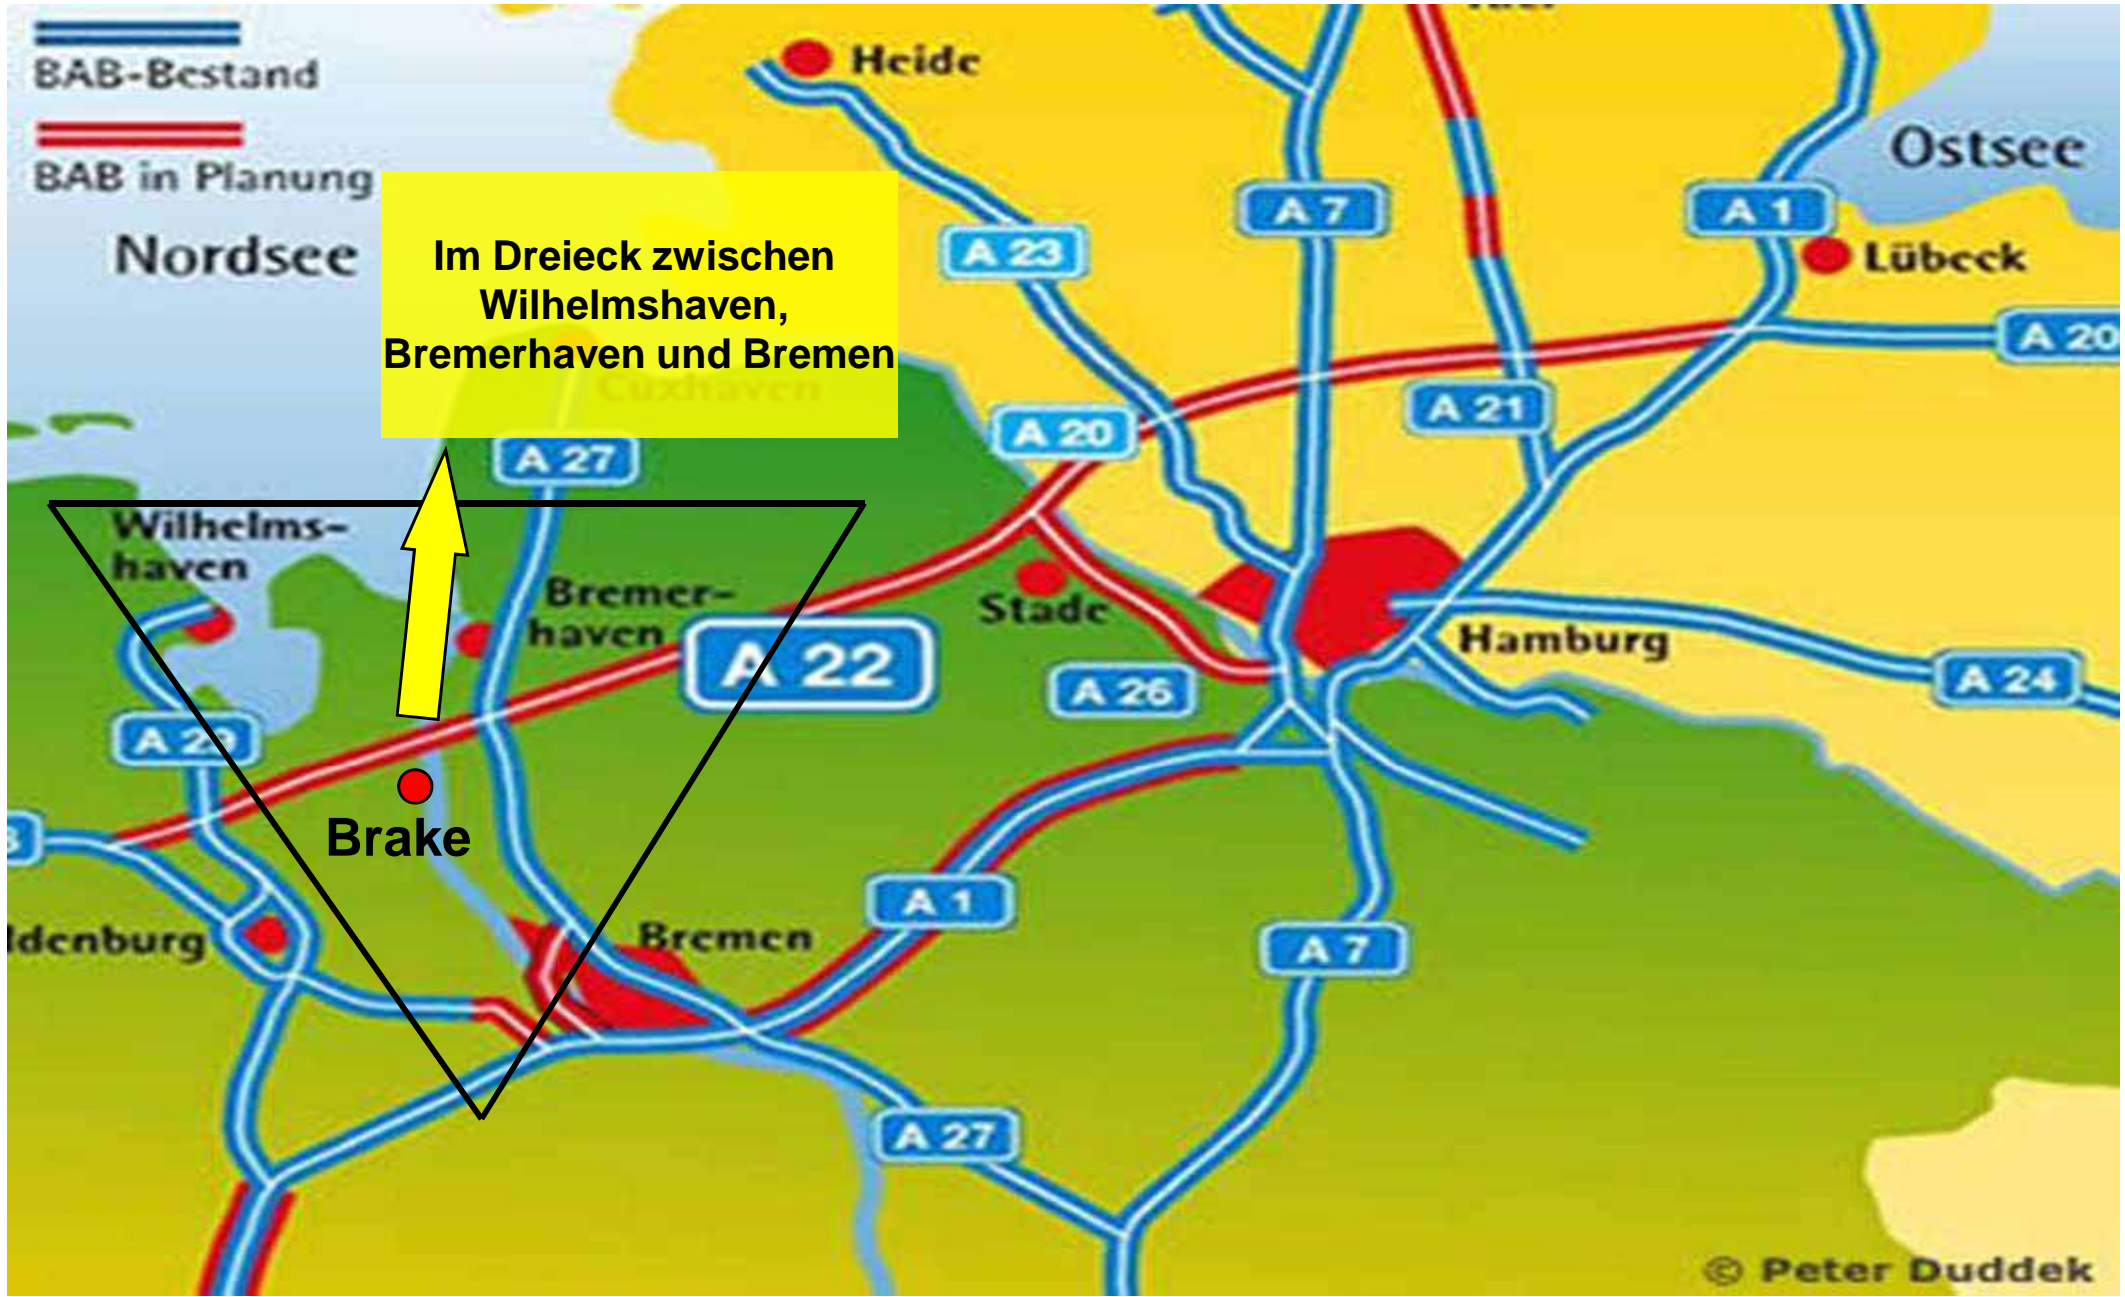 BAB-Bestand
BAB in Planung
Nordsee
Ostsee
Heide
Im Dreieck zwischen
Wilhelmshaven,
Bremerhaven und Bremen
Cuxhaven
A 7
A 1
A 23
Lübeck
A 20
A 21
A 20
A 27
Wilhelms-
haven
Bremer-
haven
Stade
A 22
Hamburg
A 26
A 24
A 29
Brake
ldenburg
Bremen
A 1
A 7
A 27
© Peter Duddek